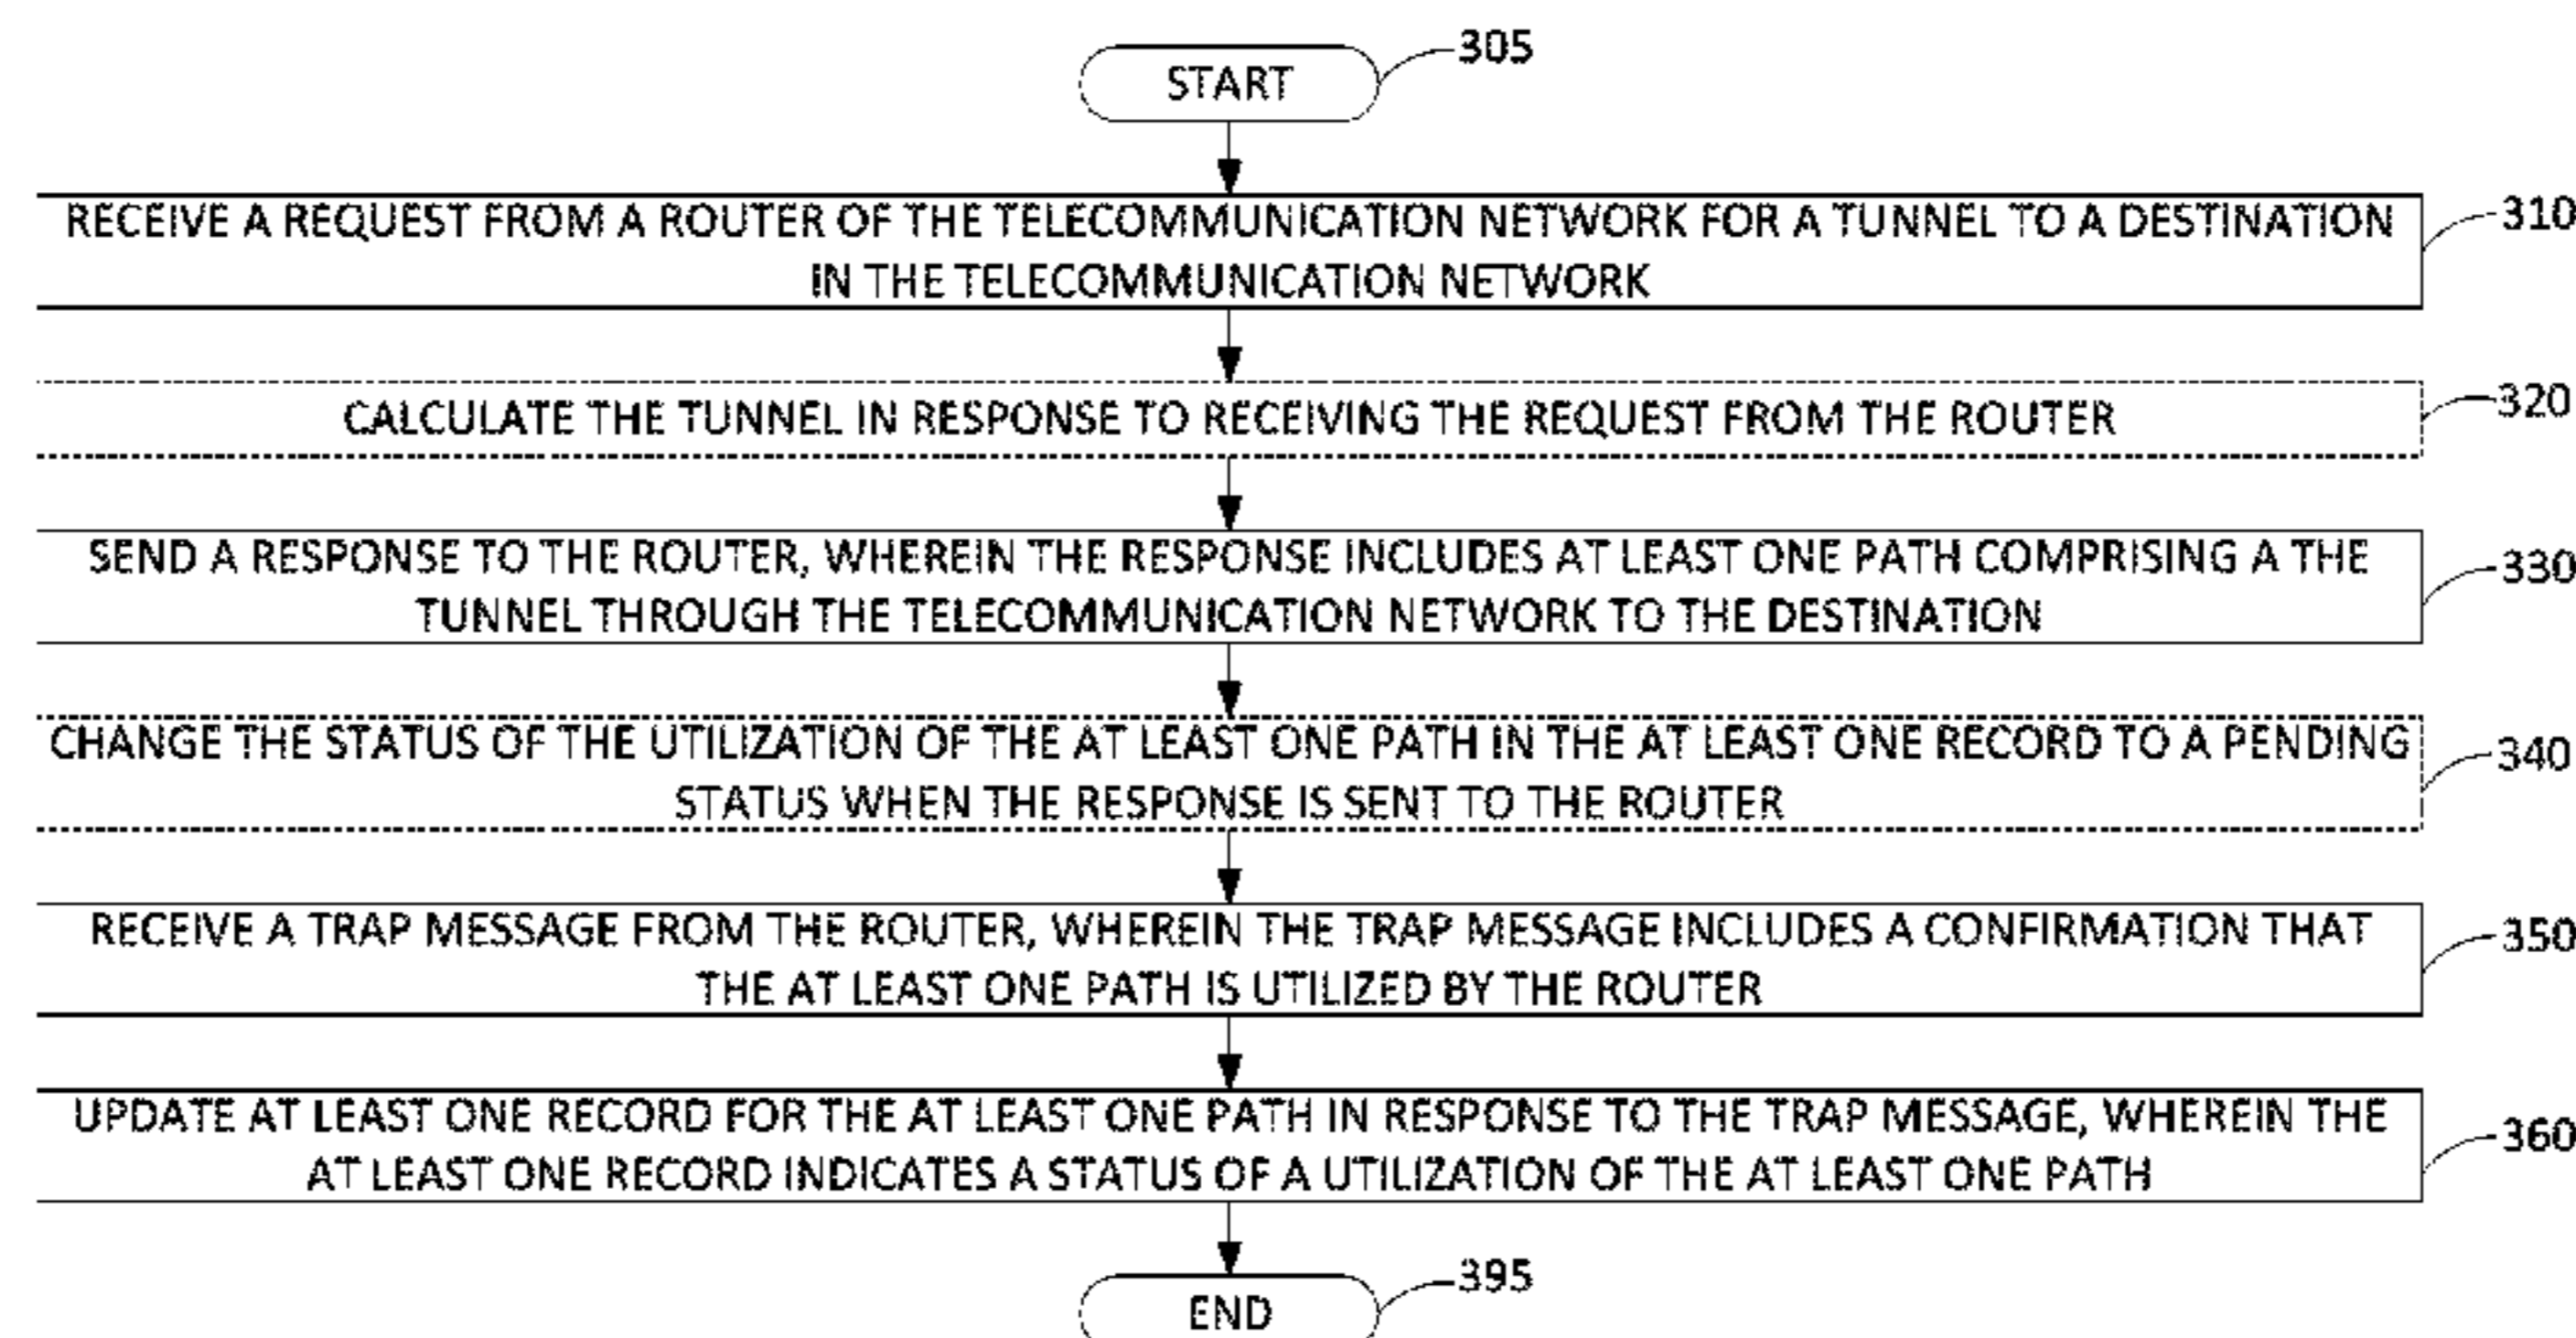 START
305
RECEIVE A REQUEST FROM A ROUTER OF THE TELECOMMUNICATION NETWORK FOR A TUNNEL TO A DESTINATION
IN THE TELECOMMUNICATION NETWORK
310
CALCULATE THE TUNNEL IN RESPONSE TO RECEIVING THE REQUEST FROM THE ROUTER
320
SEND A RESPONSE TO THE ROUTER, WHEREIN THE RESPONSE INCLUDES AT LEAST ONE PATH COMPRISING A THE
TUNNEL THROUGH THE TELECOMMUNICATION NETWORK TO THE DESTINATION
330
CHANGE THE STATUS OF THE UTILIZATION OF THE AT LEAST ONE PATH IN THE AT LEAST ONE RECORD TO A PENDING
STATUS WHEN THE RESPONSE IS SENT TO THE ROUTER
340
RECEIVE A TRAP MESSAGE FROM THE ROUTER, WHEREIN THE TRAP MESSAGE INCLUDES A CONFIRMATION THAT
THE AT LEAST ONE PATH IS UTILIZED BY THE ROUTER
350
UPDATE AT LEAST ONE RECORD FOR THE AT LEAST ONE PATH IN RESPONSE TO THE TRAP MESSAGE, WHEREIN THE
AT LEAST ONE RECORD INDICATES A STATUS OF A UTILIZATION OF THE AT LEAST ONE PATH
360
END
395